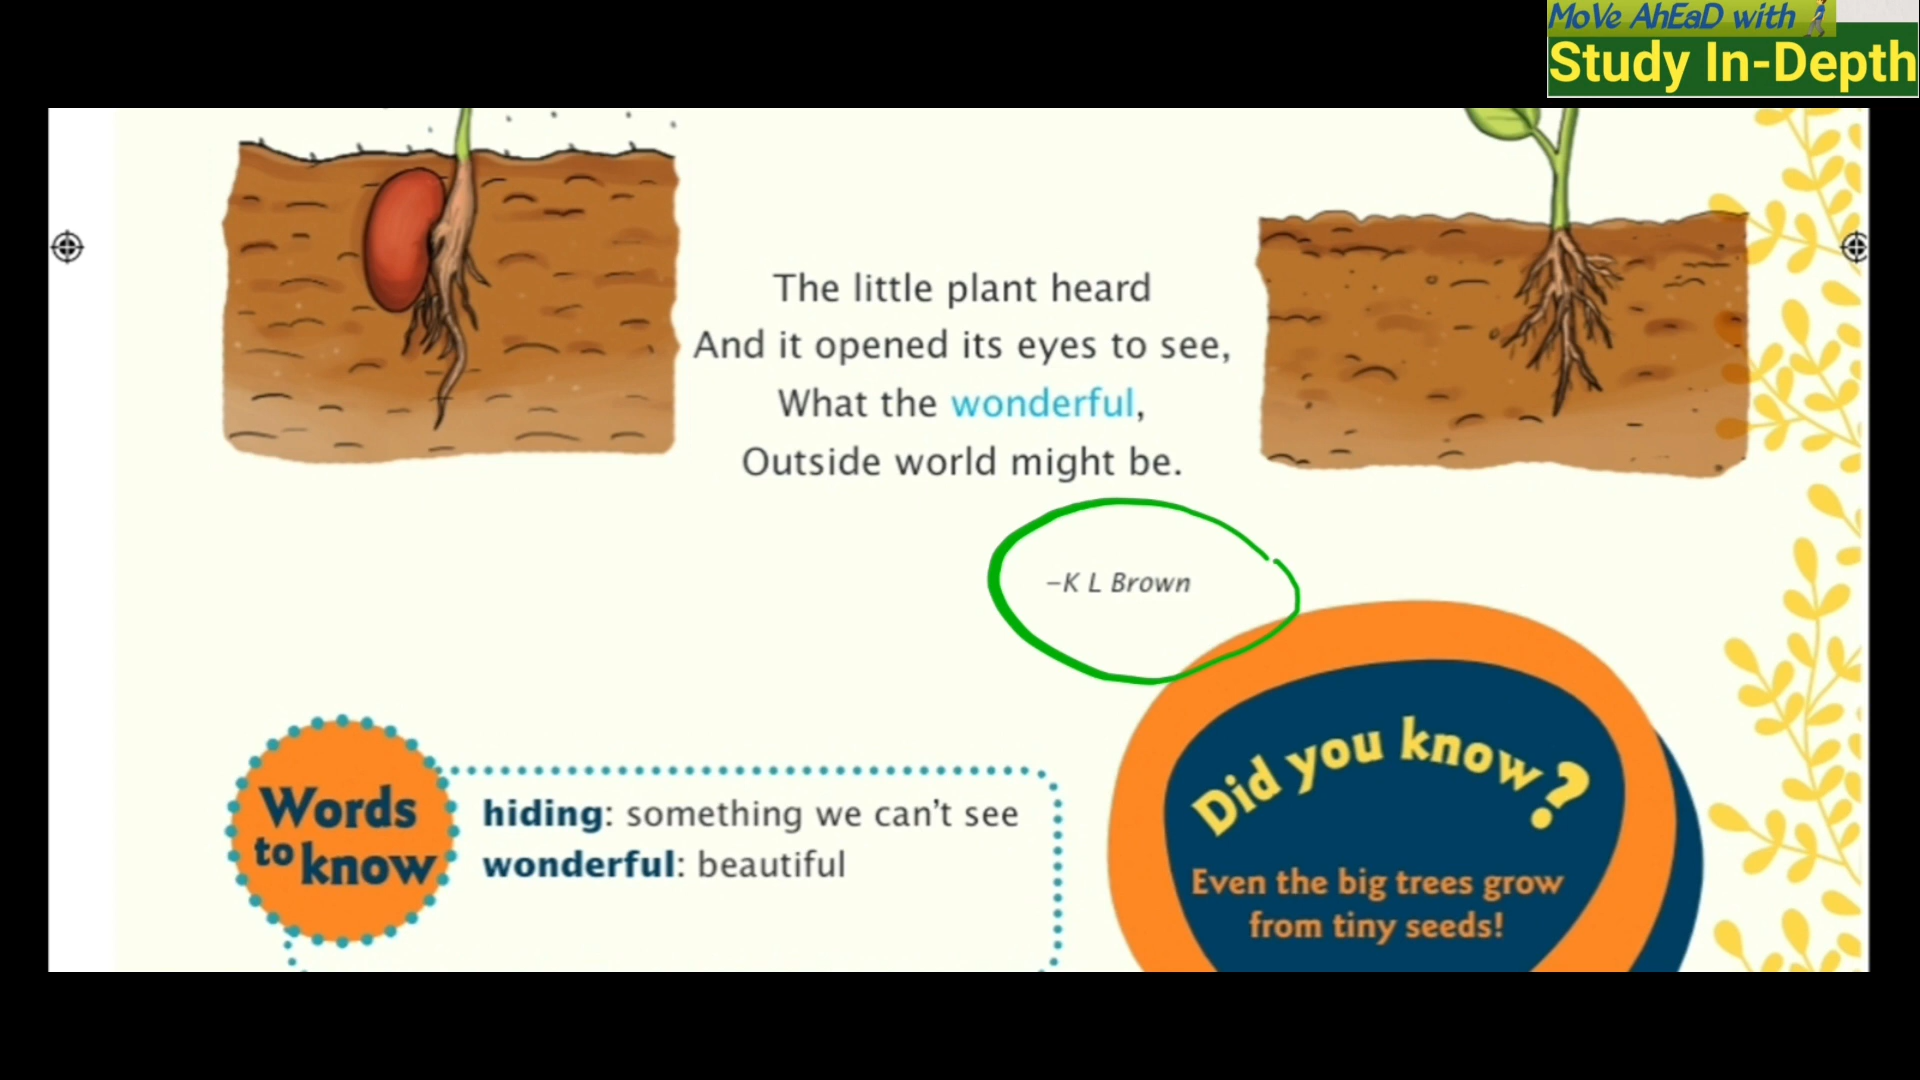 MoVe AhEaD with
Study In-Depth
The little plant heard
And it opened its eyes to see,
What the wonderful,
Outside world might be.
–K L Brown
Words
to know
hiding: something we can't see
wonderful: beautiful
Did you know?
Even the big trees grow
from tiny seeds!